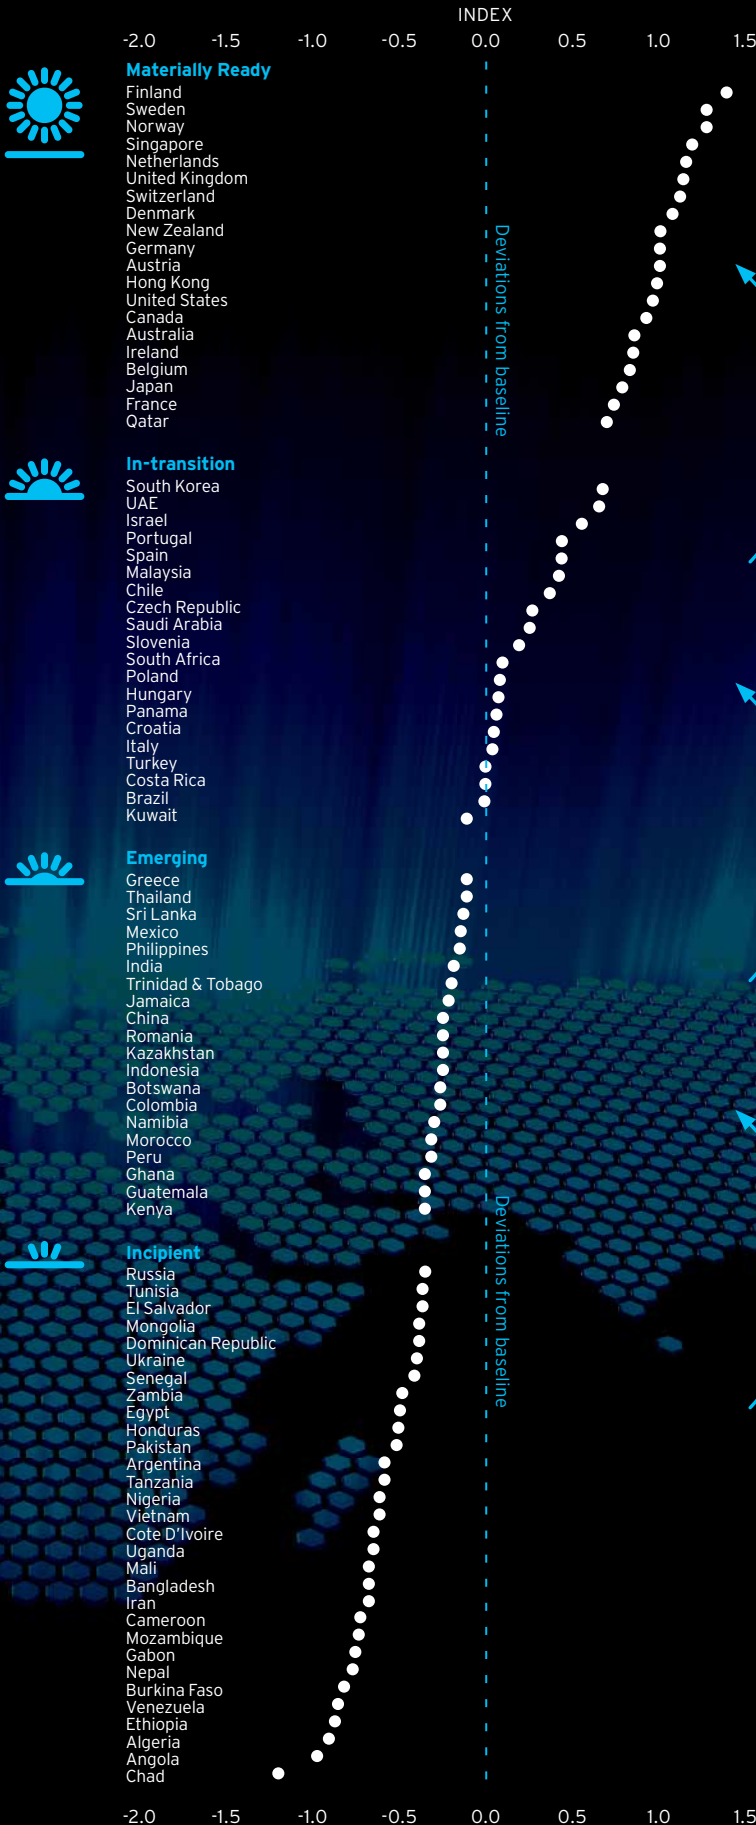 INDEX
-2.0 -1.5 -1.0 -0.5 0.0 0.5 1.0 1.5
Materially Ready
Finland
Sweden
Norway
Singapore
Netherlands
United Kingdom
Switzerland
Denmark
New Zealand
Germany
Austria
Hong Kong
United States
Canada
Australia
Ireland
Belgium
Japan
France
Qatar
Deviations from baseline
In-transition
South Korea
UAE
Israel
Portugal
Spain
Malaysia
Chile
Czech Republic
Saudi Arabia
Slovenia
South Africa
Poland
Hungary
Panama
Croatia
Italy
Turkey
Costa Rica
Brazil
Kuwait
Emerging
Greece
Thailand
Sri Lanka
Mexico
Philippines
India
Trinidad & Tobago
Jamaica
China
Romania
Kazakhstan
Indonesia
Botswana
Colombia
Namibia
Morocco
Peru
Ghana
Guatemala
Kenya
Incipient
Russia
Tunisia
El Salvador
Mongolia
Dominican Republic
Ukraine
Senegal
Zambia
Egypt
Honduras
Pakistan
Argentina
Tanzania
Nigeria
Vietnam
Cote D'Ivoire
Uganda
Mali
Bangladesh
Iran
Cameroon
Mozambique
Gabon
Nepal
Burkina Faso
Venezuela
Ethiopia
Algeria
Angola
Chad
Deviations from baseline
-2.0 -1.5 -1.0 -0.5 0.0 0.5 1.0 1.5